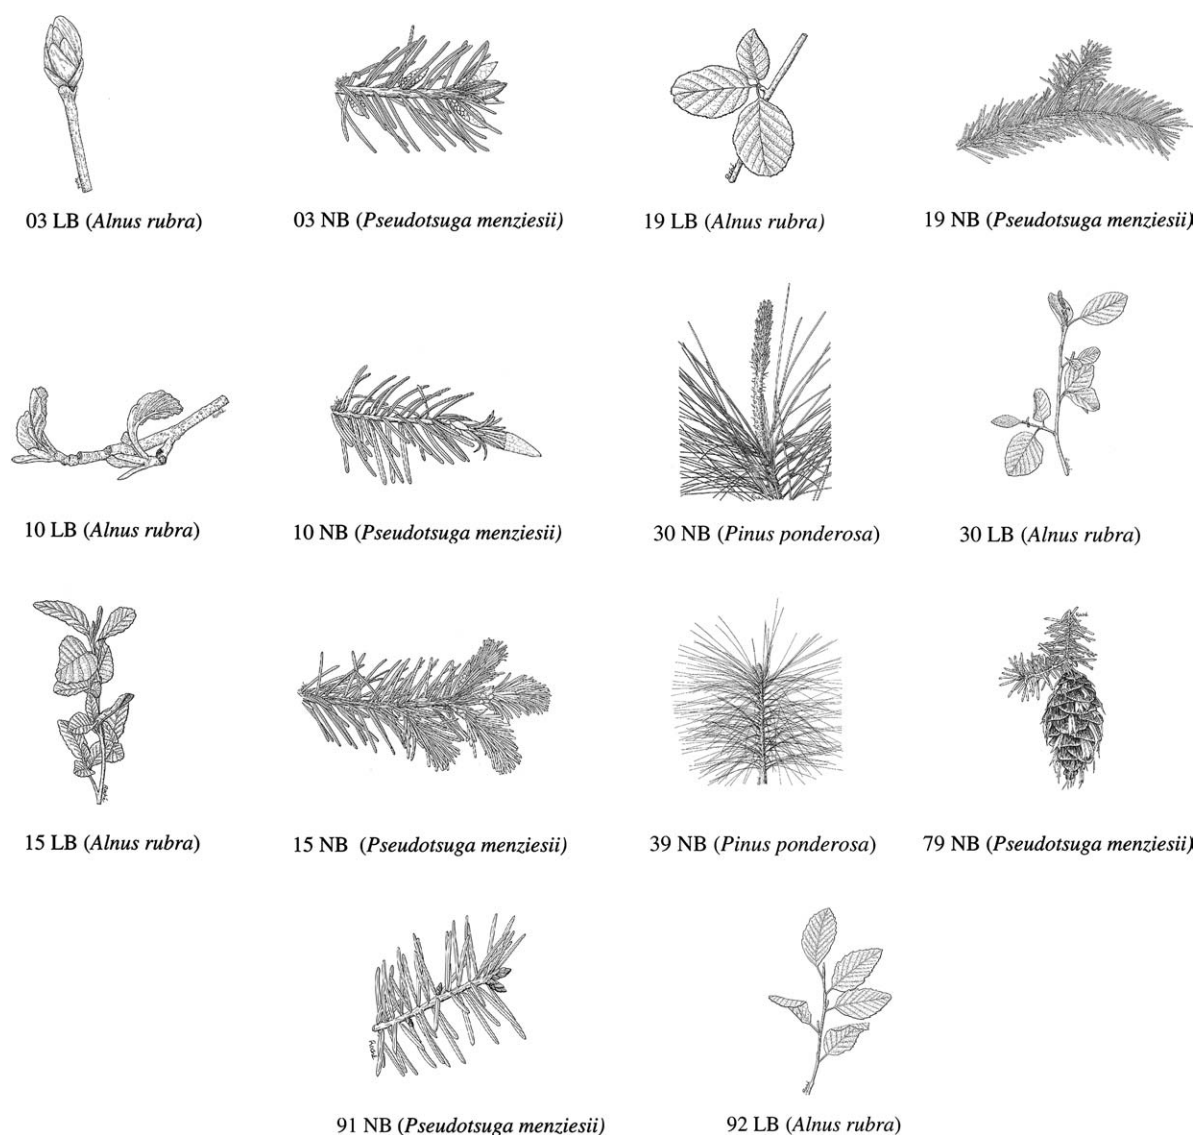 03 LB (Alnus rubra)
03 NB (Pseudotsuga menziesii)
19 LB (Alnus rubra)
19 NB (Pseudotsuga menziesii)
10 LB (Alnus rubra)
10 NB (Pseudotsuga menziesii)
30 NB (Pinus ponderosa)
30 LB (Alnus rubra)
15 LB (Alnus rubra)
15 NB (Pseudotsuga menziesii)
39 NB (Pinus ponderosa)
79 NB (Pseudotsuga menziesii)
91 NB (Pseudotsuga menziesii)
92 LB (Alnus rubra)